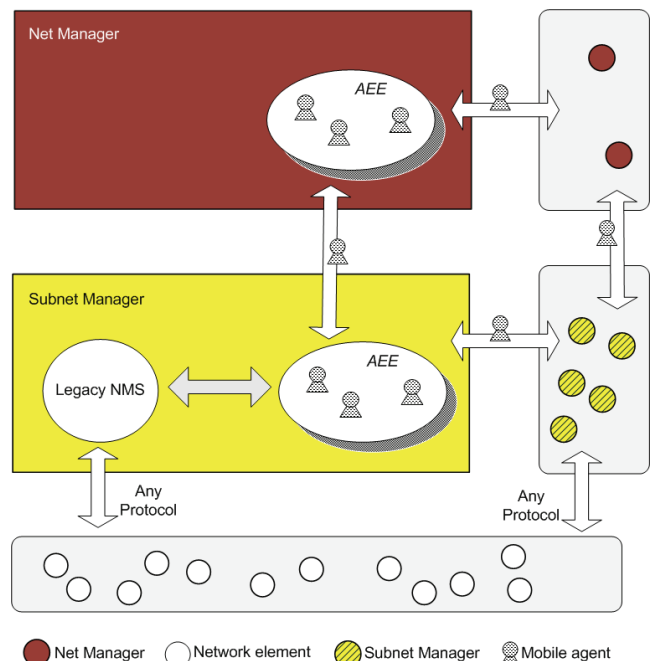 Net Manager
AEE
Subnet Manager
AEE
Legacy NMS
Any
Protocol
Any
Protocol
Net Manager
Network element
Subnet Manager
Mobile agent